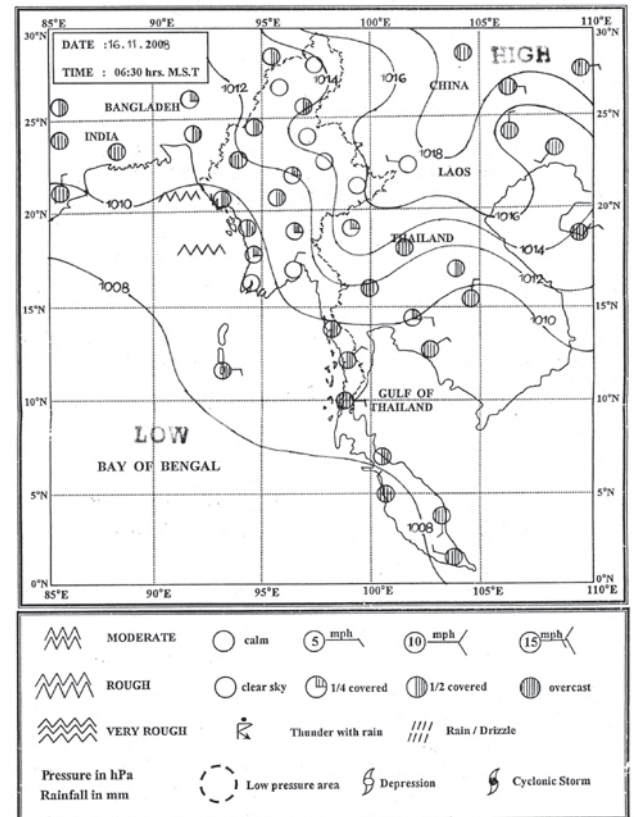 85°E 90°E 95°E 100°E 105°E 110°E
30°N 30°N
DATE :16.11.2008
TIME : 06:30 hrs. M.S.T
HIGH
1012 1014 1016 CHINA
BANGLADEH
25°N 25°N
INDIA
1018 LAOS
20°N 1010 1016 20°N
THAILAND 1014
1012
1008
15°N 1010 15°N
GULF OF
THAILAND
10°N 10°N
LOW
BAY OF BENGAL
5°N 5°N
1008
0°N 0°N
85°E 90°E 95°E 100°E 105°E 110°E
MODERATE calm 5 mph 10 mph 15 mph
ROUGH clear sky 1/4 covered 1/2 covered overcast
VERY ROUGH Thunder with rain Rain / Drizzle
Pressure in hPa
Rainfall in mm
Low pressure area Depression Cyclonic Storm